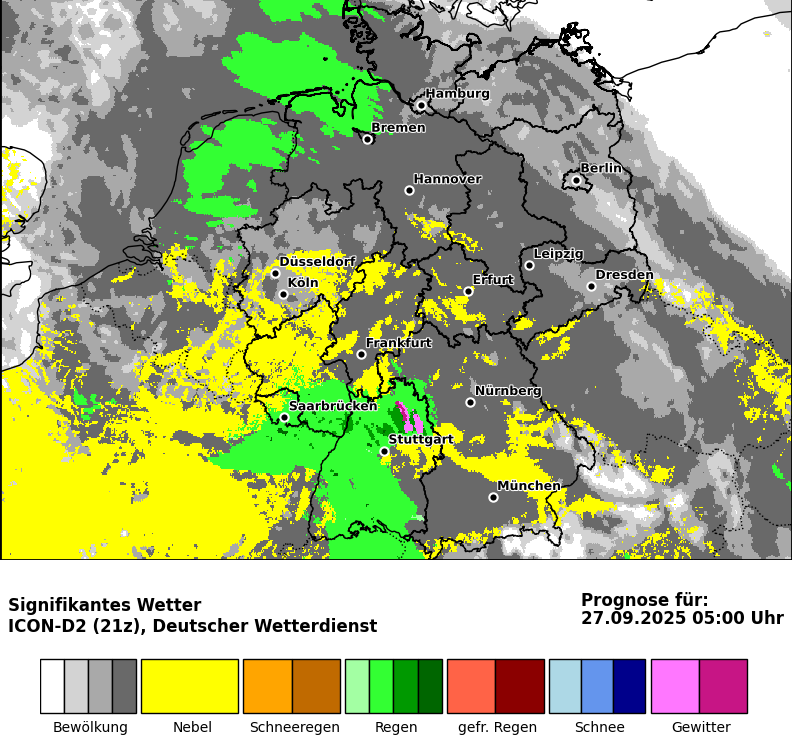 Hamburg
Bremen
Berlin
Hannover
Leipzig
Düsseldorf
Dresden
Köln
Erfurt
Frankfurt
Nürnberg
Saarbrücken
Stuttgart
München
Signifikantes Wetter
ICON-D2 (21z), Deutscher Wetterdienst
Prognose für:
27.09.2025 05:00 Uhr
Bewölkung Nebel Schneeregen Regen gefr. Regen Schnee Gewitter